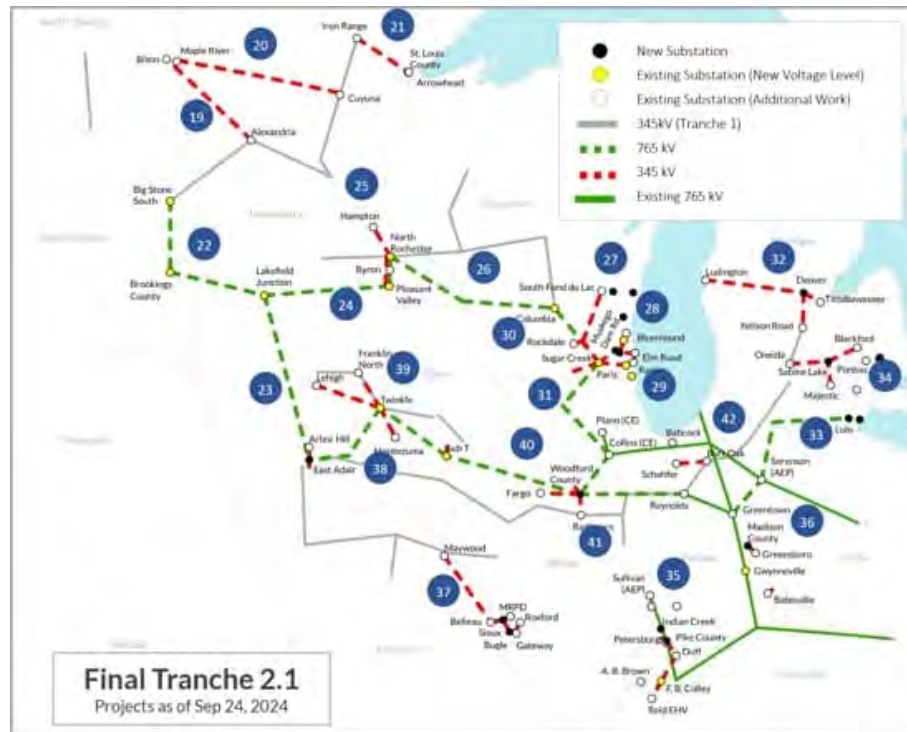 Iron Range
21
20
Maple River
Bison
St. Louis
County
Arrowhead
Cuyuna
19
Alexandria
New Substation
Existing Substation (New Voltage Level)
Existing Substation (Additional Work)
345kV (Tranche 1)
765 kV
345 kV
Existing 765 kV
25
Big Stone
South
Hampton
North
Rochester
22
Byron
26
27
32
Brookings
County
Lakefield
Junction
24
Pleasant
Valley
South Fond du Lac
Ludington
Denver
Tittabawassee
Columbia
28
30
Rockdale
Bluemound
Nelson Road
Blackfoot
Sugar Creek
Elm Road
Oneida
Pontiac
Paris
Sabine Lake
34
29
Majestic
Franklin
North
39
Lehigh
23
31
Twinkle
42
33
Lulu
Plano (CE)
Babcock
Collins (CE)
40
Sorenson
(AEP)
East Adair
38
Woodford
County
Schahfer
Fargo
Reynolds
Greentown
36
41
Madison
County
Greensboro
Gwynneville
Maywood
35
37
Sullivan
(AEP)
Batesville
MRPD
Belleau
Roxford
Sioux
Indian Creek
Bugle
Gateway
Petersburg
Pike County
Duff
A. B. Brown
F. B. Culley
Reid EHV
Final Tranche 2.1
Projects as of Sep 24, 2024